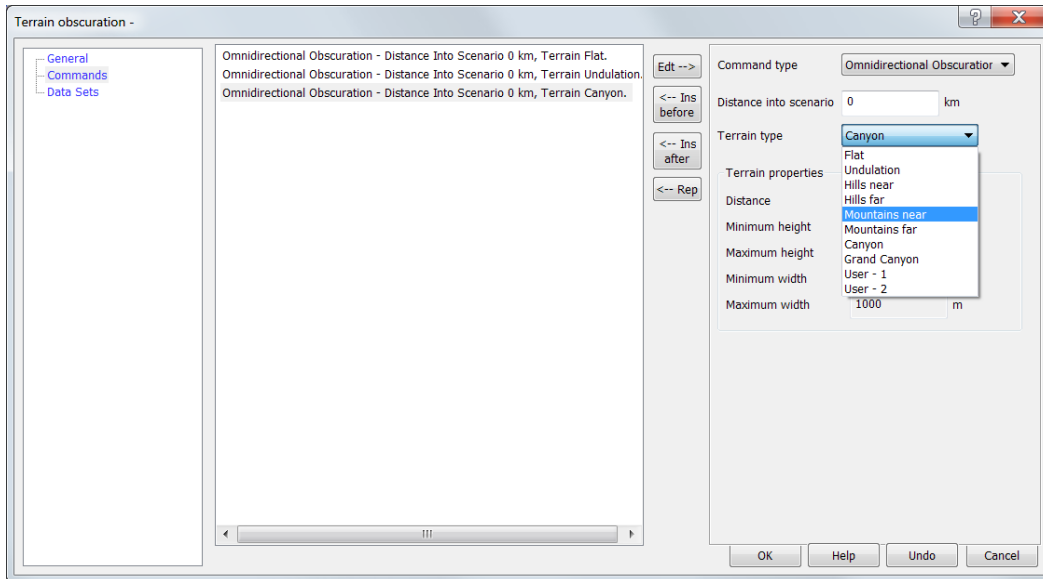 Terrain obscuration -
General
Commands
Data Sets
Omnidirectional Obscuration - Distance Into Scenario 0 km, Terrain Flat.
Omnidirectional Obscuration - Distance Into Scenario 0 km, Terrain Undulation.
Omnidirectional Obscuration - Distance Into Scenario 0 km, Terrain Canyon.
Edt -->
<-- Ins
before
<-- Ins
after
<-- Rep
Command type Omnidirectional Obscuration
Distance into scenario 0 km
Terrain type Canyon
Flat
Undulation
Hills near
Hills far
Mountains near
Mountains far
Canyon
Grand Canyon
User - 1
User - 2
Terrain properties
Distance
Minimum height
Maximum height
Minimum width
Maximum width 1000 m
OK Help Undo Cancel